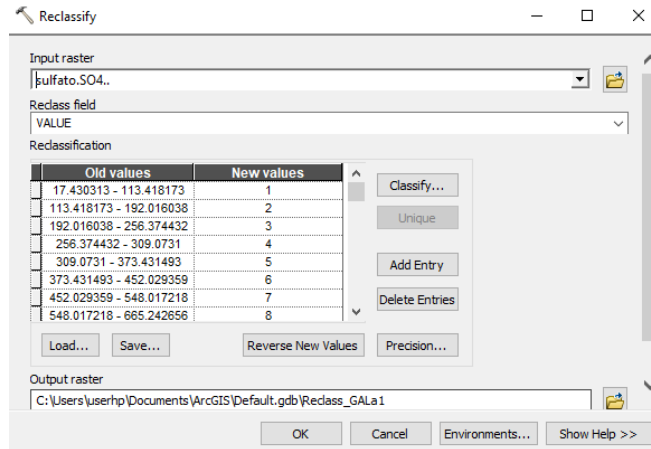 Reclassify
Input raster
sulfato.SO4..
Reclass field
VALUE
Reclassification
Old values New values
17.430313 - 113.418173 1
113.418173 - 192.016038 2
192.016038 - 256.374432 3
256.374432 - 309.0731 4
309.0731 - 373.431493 5
373.431493 - 452.029359 6
452.029359 - 548.017218 7
548.017218 - 665.242656 8
Classify...
Unique
Add Entry
Delete Entries
Load... Save... Reverse New Values Precision...
Output raster
C:\Users\userhp\Documents\ArcGIS\Default.gdb\Reclass_GALa1
OK Cancel Environments... Show Help >>